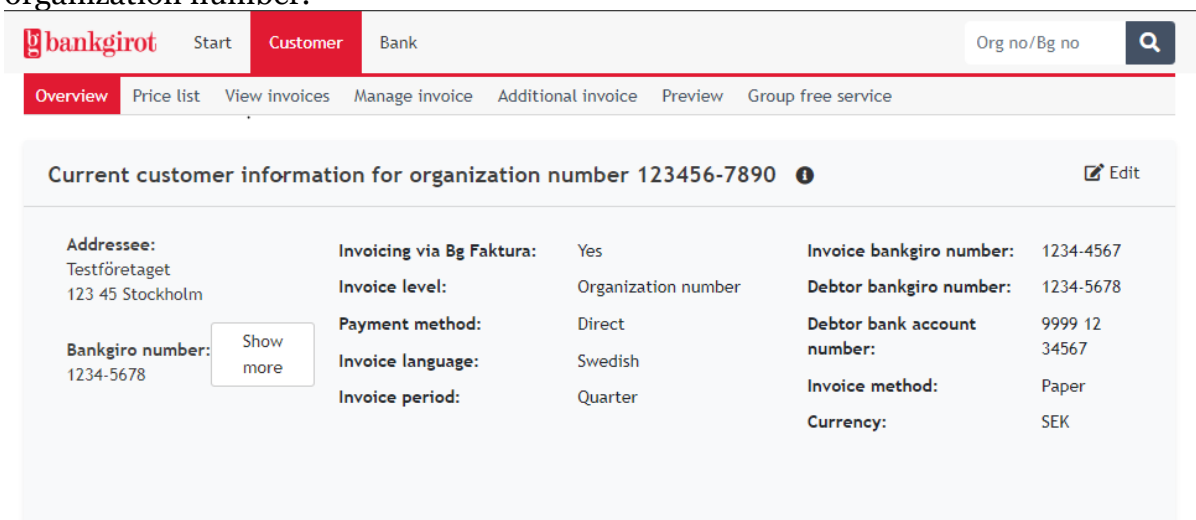 organization number.
bankgirot Start Customer Bank Org no/Bg no
Overview Price list View invoices Manage invoice Additional invoice Preview Group free service
Current customer information for organization number 123456-7890 Edit
Addressee:
Testföretaget
123 45 Stockholm
Bankgiro number:
1234-5678
Show
more
Invoicing via Bg Faktura: Yes
Invoice level: Organization number
Payment method: Direct
Invoice language: Swedish
Invoice period: Quarter
Invoice bankgiro number: 1234-4567
Debtor bankgiro number: 1234-5678
Debtor bank account 9999 12
number: 34567
Invoice method: Paper
Currency: SEK